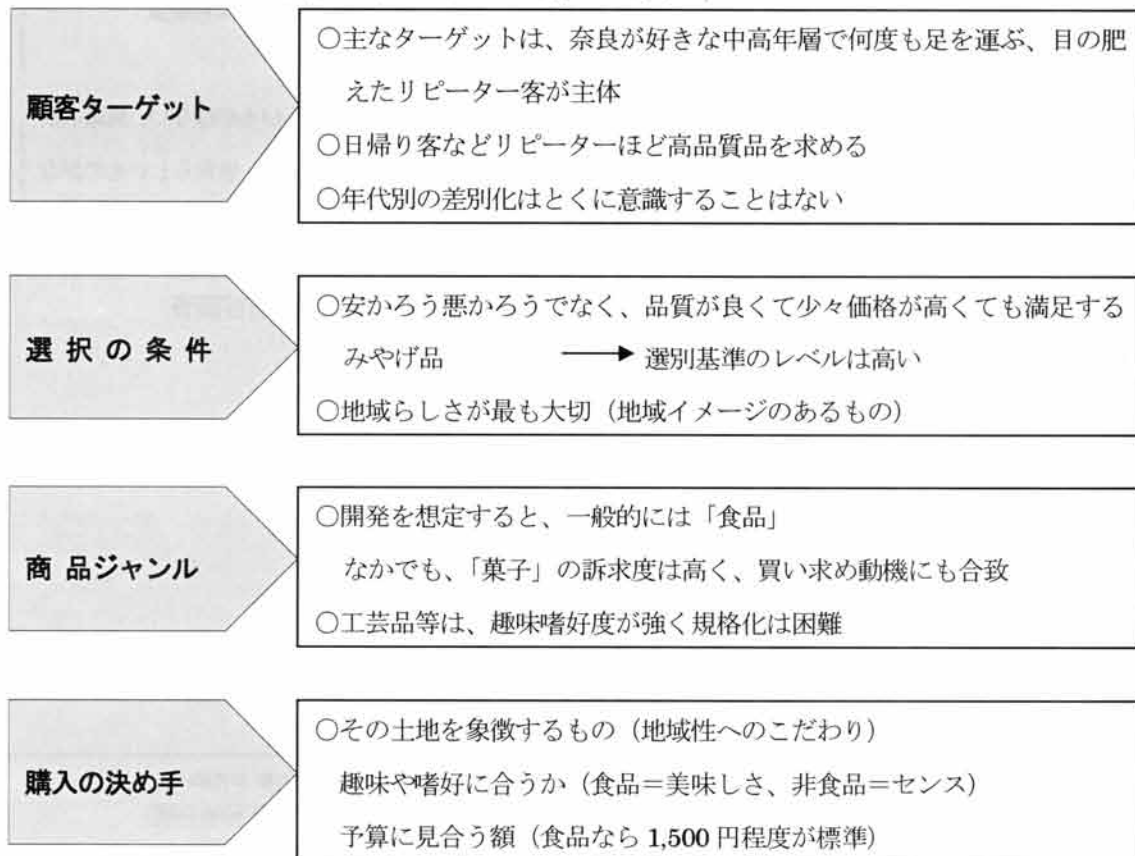 顧客ターゲット
○主なターゲットは、奈良が好きな中高年層で何度も足を運ぶ、目の肥
えたリピーター客が主体
○日帰り客などリピーターほど高品質品を求める
○年代別の差別化はとくに意識することはない
選択の条件
○安かろう悪かろうでなく、品質が良くて少々価格が高くても満足する
みやげ品 → 選別基準のレベルは高い
○地域らしさが最も大切（地域イメージのあるもの）
商品ジャンル
○開発を想定すると、一般的には「食品」
なかでも、「菓子」の訴求度は高く、買い求め動機にも合致
○工芸品等は、趣味嗜好度が強く規格化は困難
購入の決め手
○その土地を象徴するもの（地域性へのこだわり）
趣味や嗜好に合うか（食品＝美味しさ、非食品＝センス）
予算に見合う額（食品なら 1,500 円程度が標準）